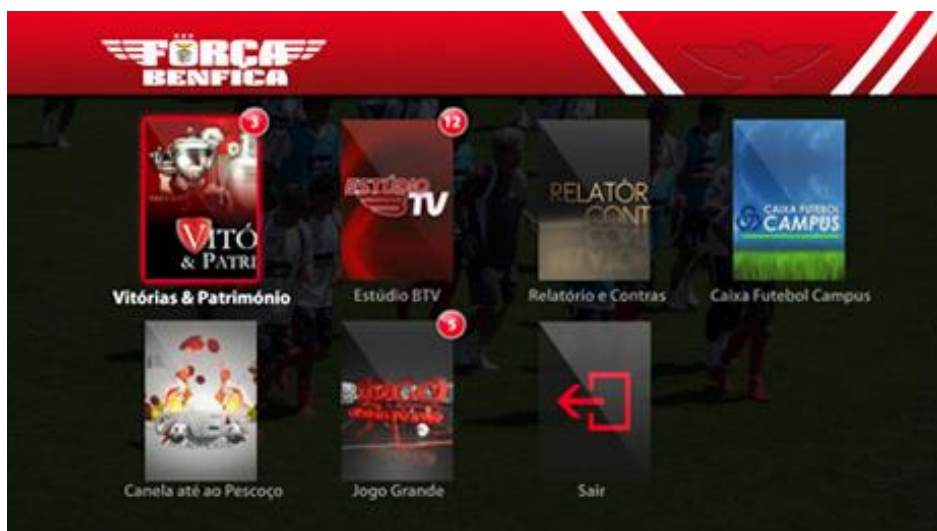 FORÇA
BENFICA
3
12
ESTÚDIO
TV
RELATÓR
CONT
CAIXA FUTEBOL
CAMPUS
VITÓ
& PATRI
Vitórias & Património
Estúdio BTV
Relatório e Contras
Caixa Futebol Campus
5
Canela até ao Pescoço
Jogo Grande
Sair